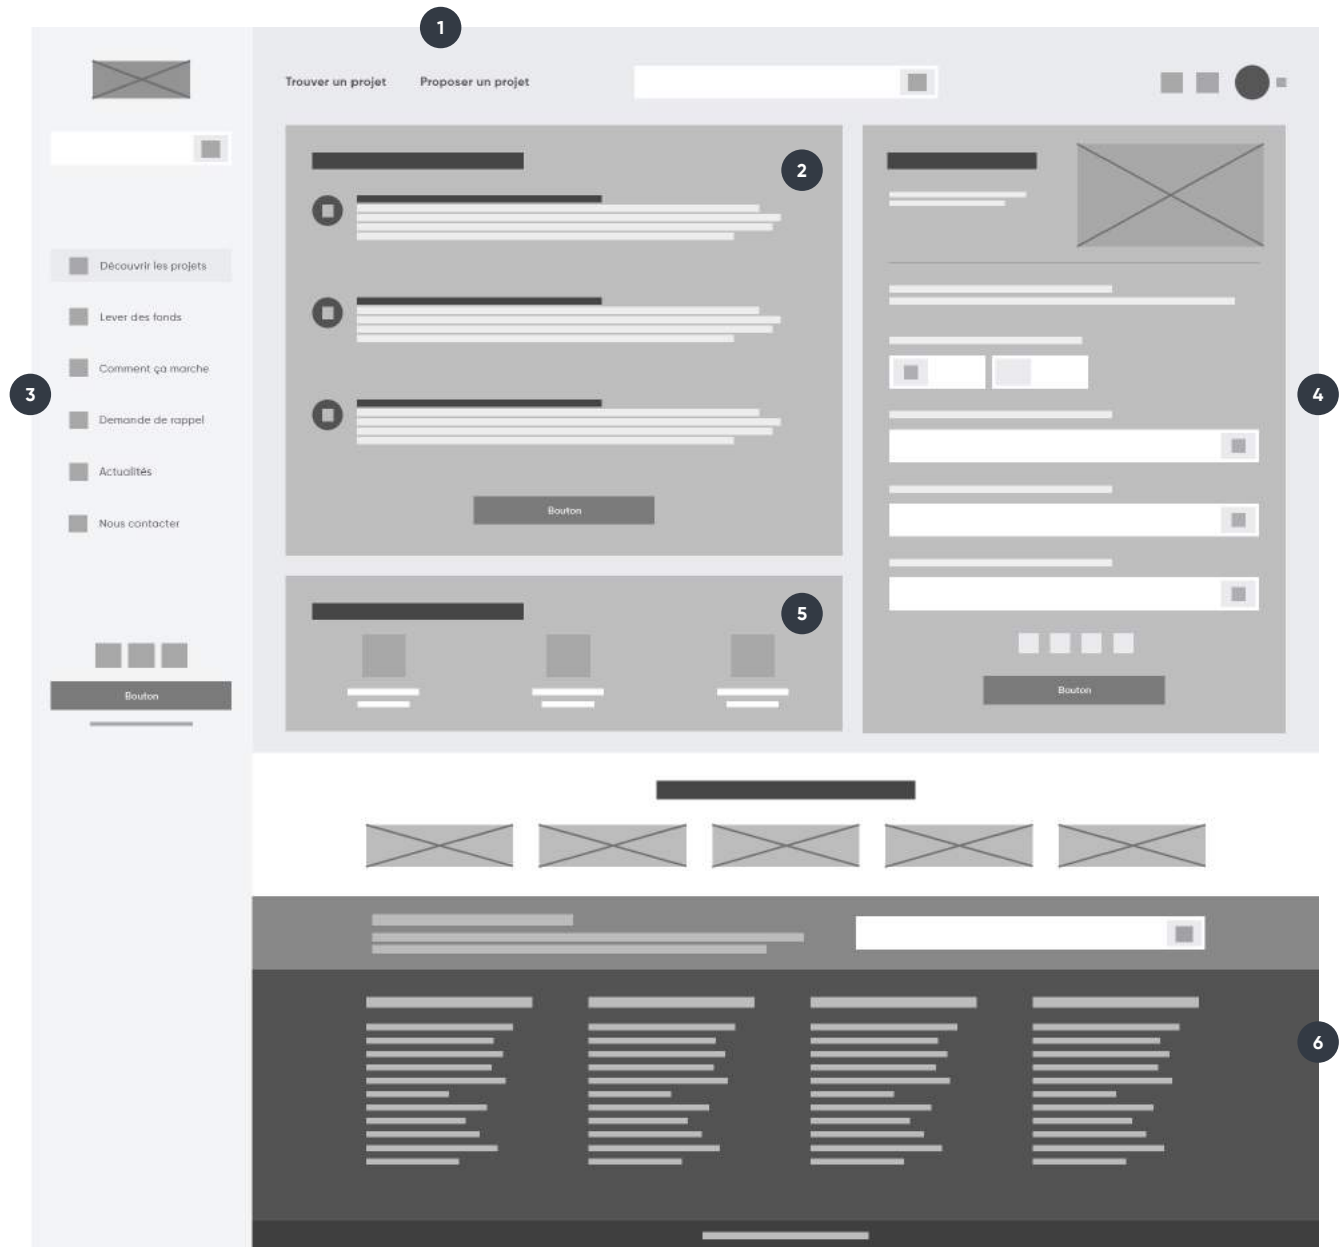 1
Trouver un projet Proposer un projet
2
Découvrir les projets
Lever des fonds
Comment ça marche
3
4
Demande de rappel
Actualités
Bouton
Nous contacter
5
Bouton
Bouton
6